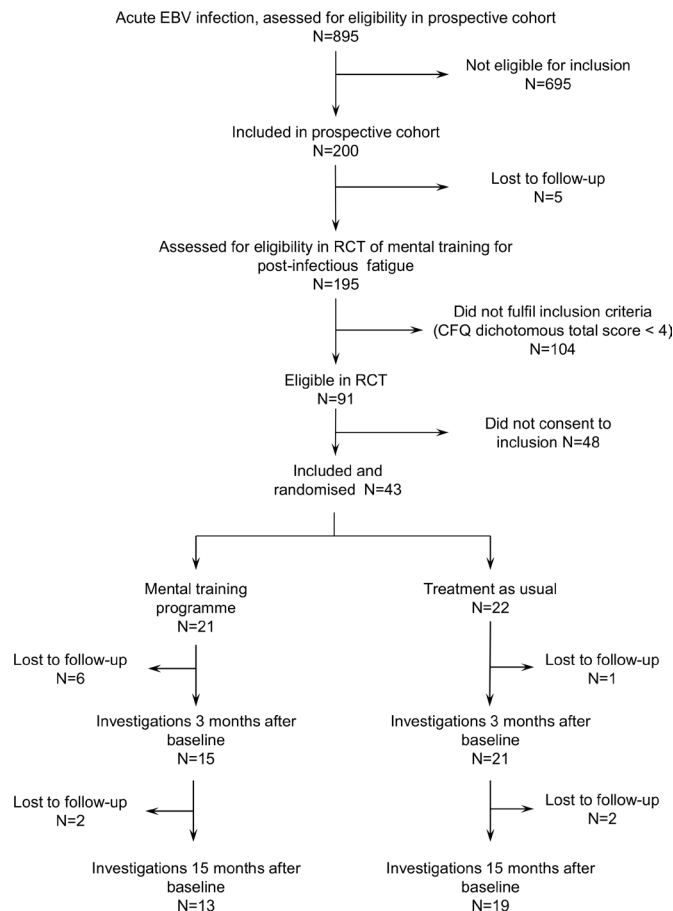 Acute EBV infection, asessed for eligibility in prospective cohort
N=895
Not eligible for inclusion
N=695
Included in prospective cohort
N=200
Lost to follow-up
N=5
Assessed for eligibility in RCT of mental training for
post-infectious fatigue
N=195
Did not fulfil inclusion criteria
(CFQ dichotomous total score < 4)
N=104
Eligible in RCT
N=91
Did not consent to
inclusion N=48
Included and
randomised N=43
Mental training
programme
N=21
Treatment as usual
N=22
Lost to follow-up
N=6
Lost to follow-up
N=1
Investigations 3 months after
baseline
N=15
Investigations 3 months after
baseline
N=21
Lost to follow-up
N=2
Lost to follow-up
N=2
Investigations 15 months after
baseline
N=13
Investigations 15 months after
baseline
N=19